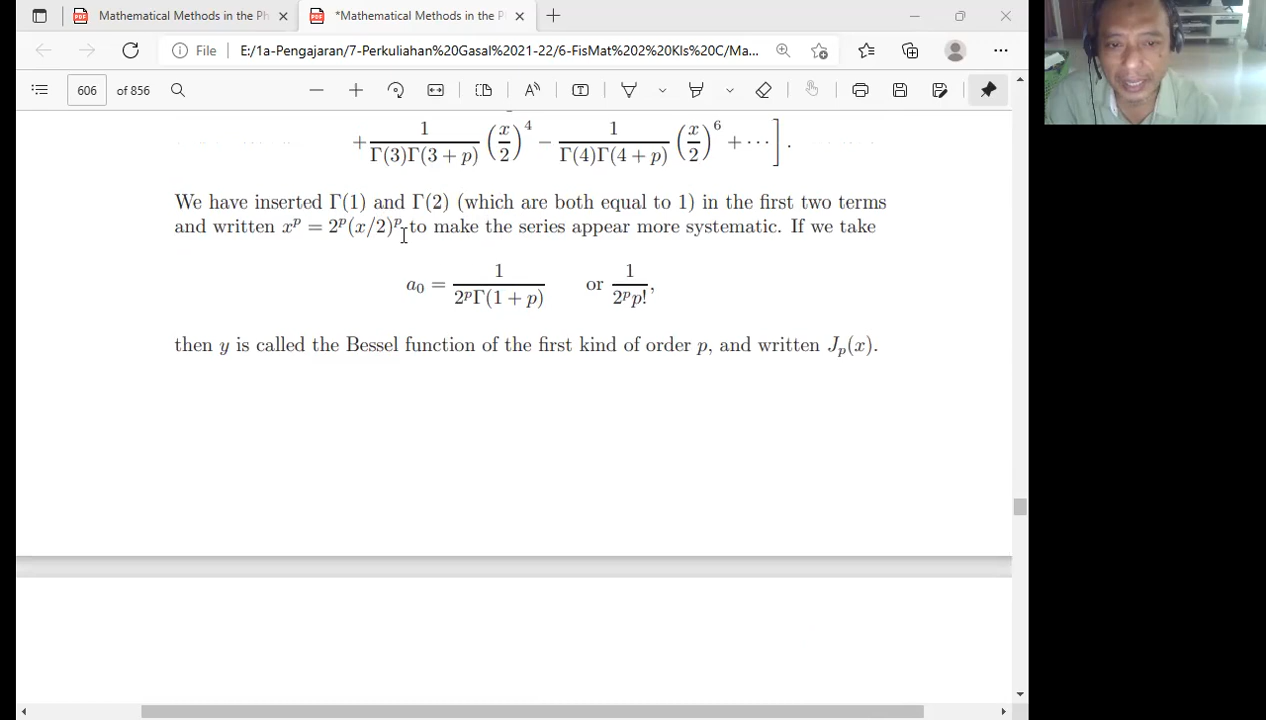 Mathematical Methods in the Ph
*Mathematical Methods in the P
File E:/1a-Pengajaran/7-Perkuliahan%20Gasal%2021-22/6-FisMat%202%20Kls%20C/Ma...
606 of 856
+ 1/(Γ(3)Γ(3 + p)) (x/2)^4 − 1/(Γ(4)Γ(4 + p)) (x/2)^6 + ⋯ ] .
We have inserted Γ(1) and Γ(2) (which are both equal to 1) in the first two terms
and written x^p = 2^p(x/2)^p to make the series appear more systematic. If we take
a₀ = 1/(2^p Γ(1 + p)) or 1/(2^p p!),
then y is called the Bessel function of the first kind of order p, and written J_p(x).